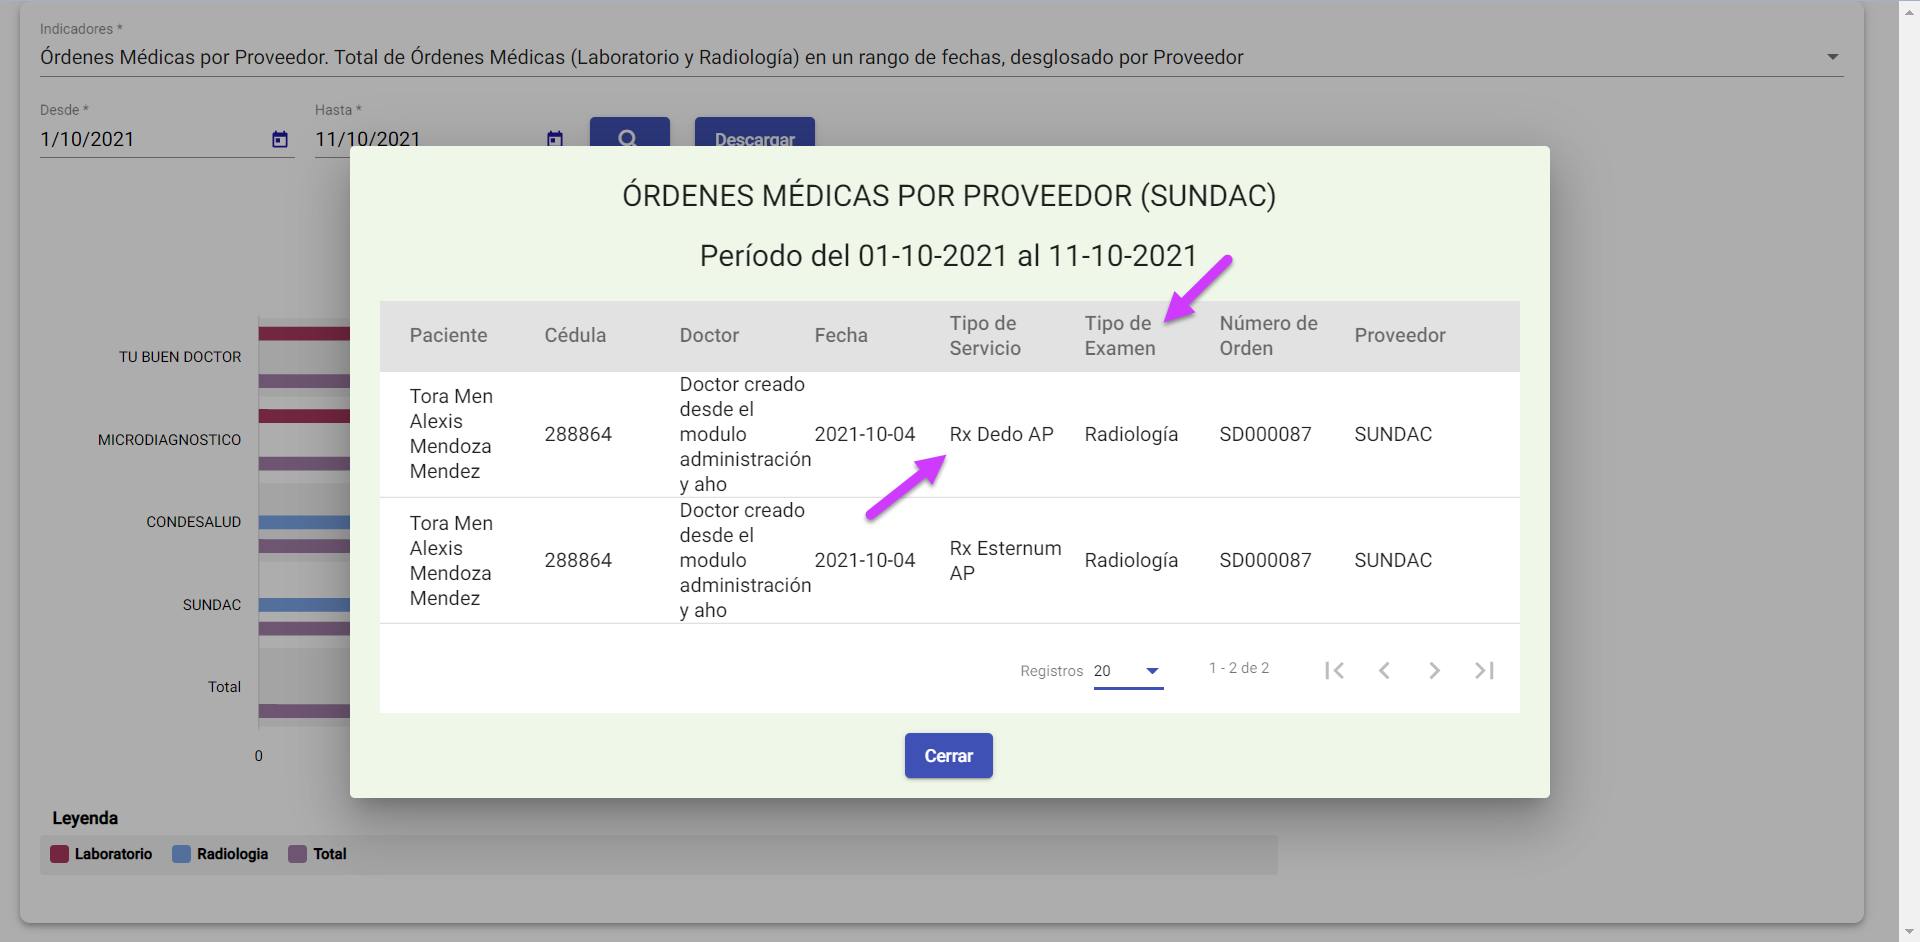 Indicadores *
Órdenes Médicas por Proveedor. Total de Órdenes Médicas (Laboratorio y Radiología) en un rango de fechas, desglosado por Proveedor
Desde *
Hasta *
1/10/2021
11/10/2021
Descargar
ÓRDENES MÉDICAS POR PROVEEDOR (SUNDAC)
Período del 01-10-2021 al 11-10-2021
Paciente
Cédula
Doctor
Fecha
Tipo de
Servicio
Tipo de
Examen
Número de
Orden
Proveedor
Tora Men
Alexis
Mendoza
Mendez
288864
Doctor creado
desde el
modulo
administración
y aho
2021-10-04
Rx Dedo AP
Radiología
SD000087
SUNDAC
Tora Men
Alexis
Mendoza
Mendez
288864
Doctor creado
desde el
modulo
administración
y aho
2021-10-04
Rx Esternum
AP
Radiología
SD000087
SUNDAC
Registros 20
1 - 2 de 2
Cerrar
TU BUEN DOCTOR
MICRODIAGNOSTICO
CONDESALUD
SUNDAC
Total
0
Leyenda
Laboratorio Radiologia Total